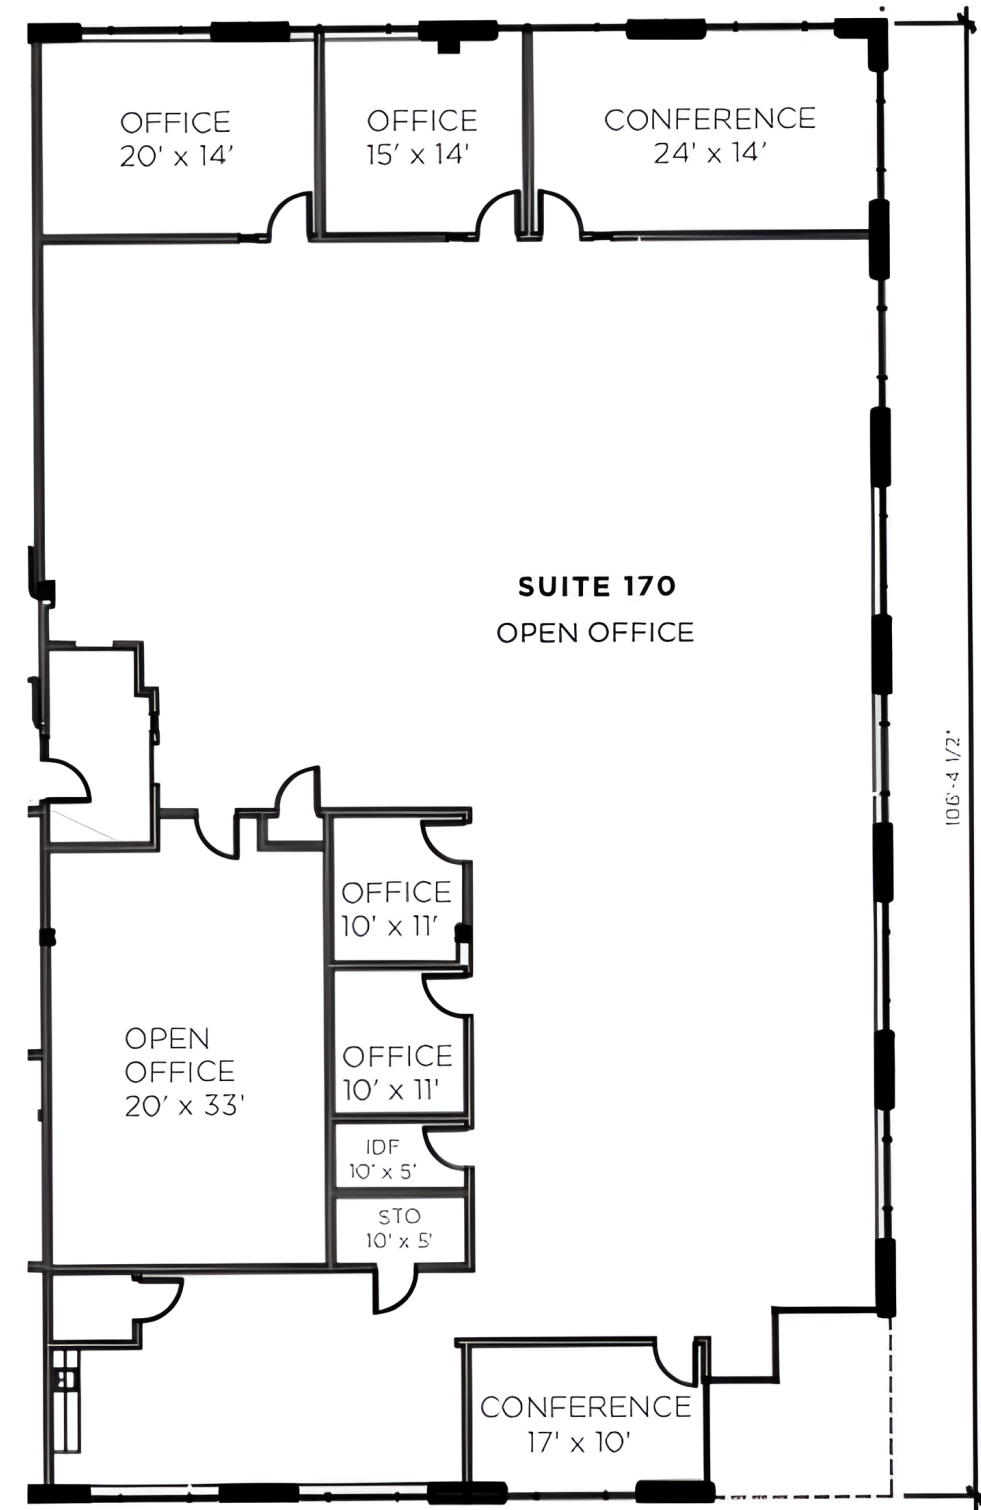 OFFICE
20' x 14'
OFFICE
15' x 14'
CONFERENCE
24' x 14'
SUITE 170
OPEN OFFICE
106'-4 1/2"
OFFICE
10' x 11'
OPEN
OFFICE
20' x 33'
OFFICE
10' x 11'
IDF
10' x 5'
STO
10' x 5'
CONFERENCE
17' x 10'